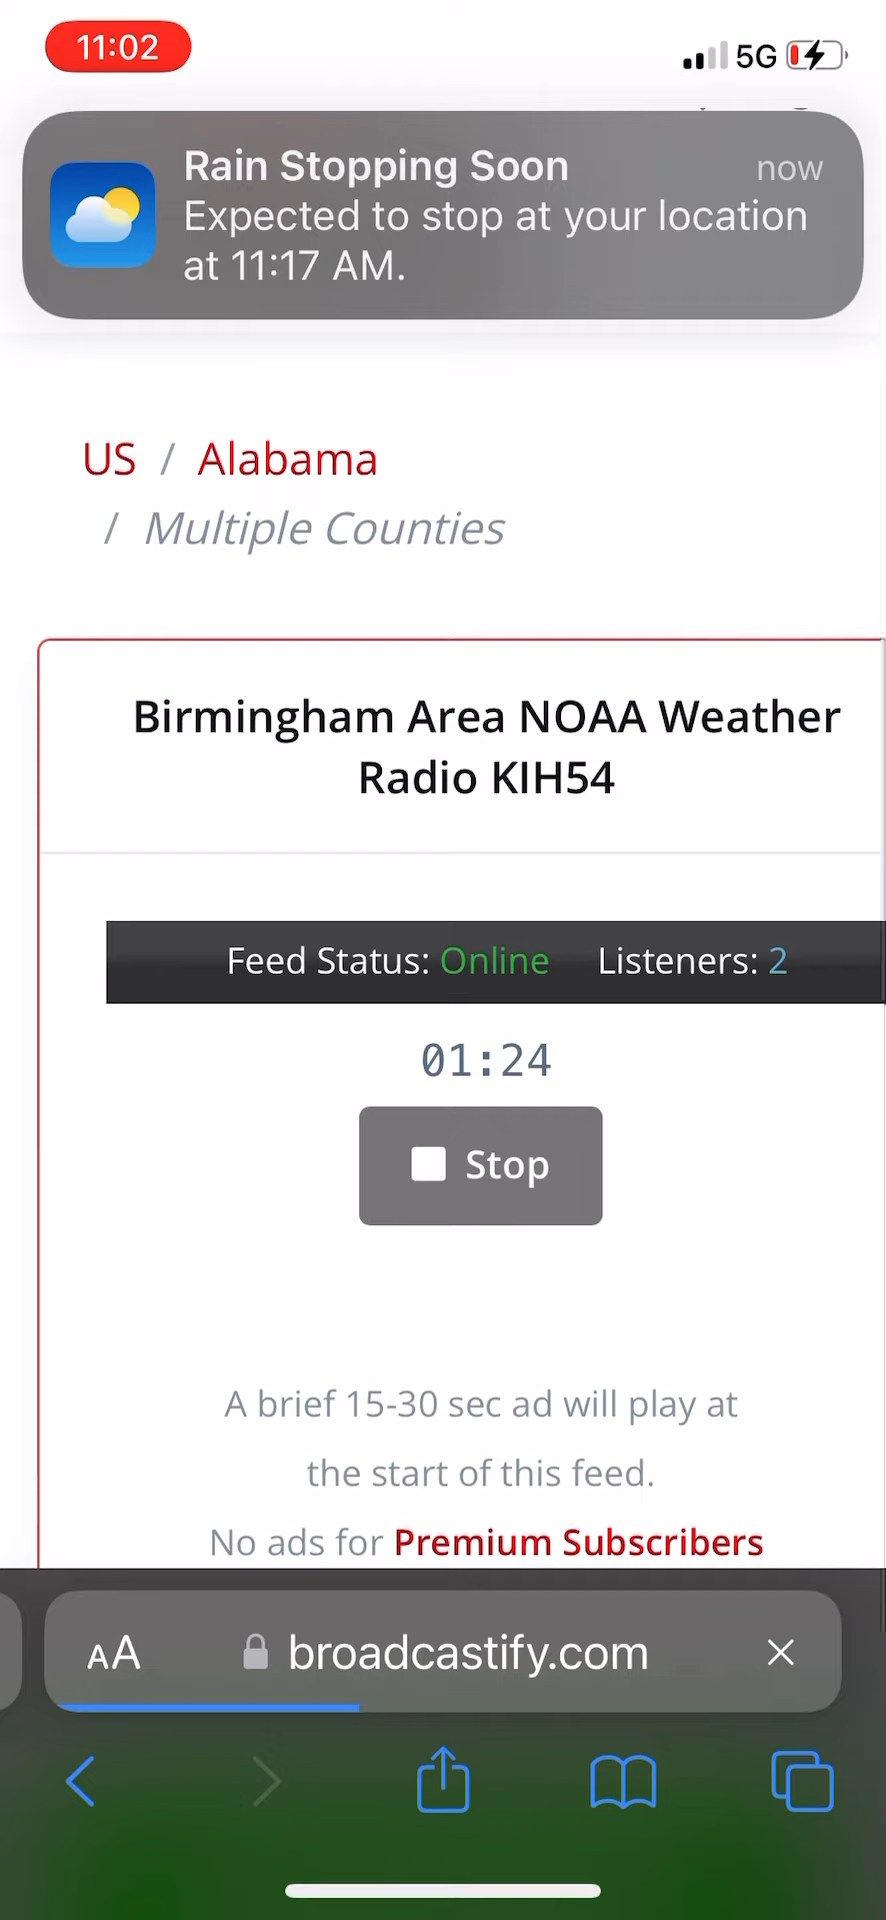 11:02
5G
Rain Stopping Soon
now
Expected to stop at your location
at 11:17 AM.
US / Alabama
/ Multiple Counties
Birmingham Area NOAA Weather
Radio KIH54
Feed Status: Online Listeners: 2
01:24
Stop
A brief 15-30 sec ad will play at
the start of this feed.
No ads for Premium Subscribers
AA broadcastify.com